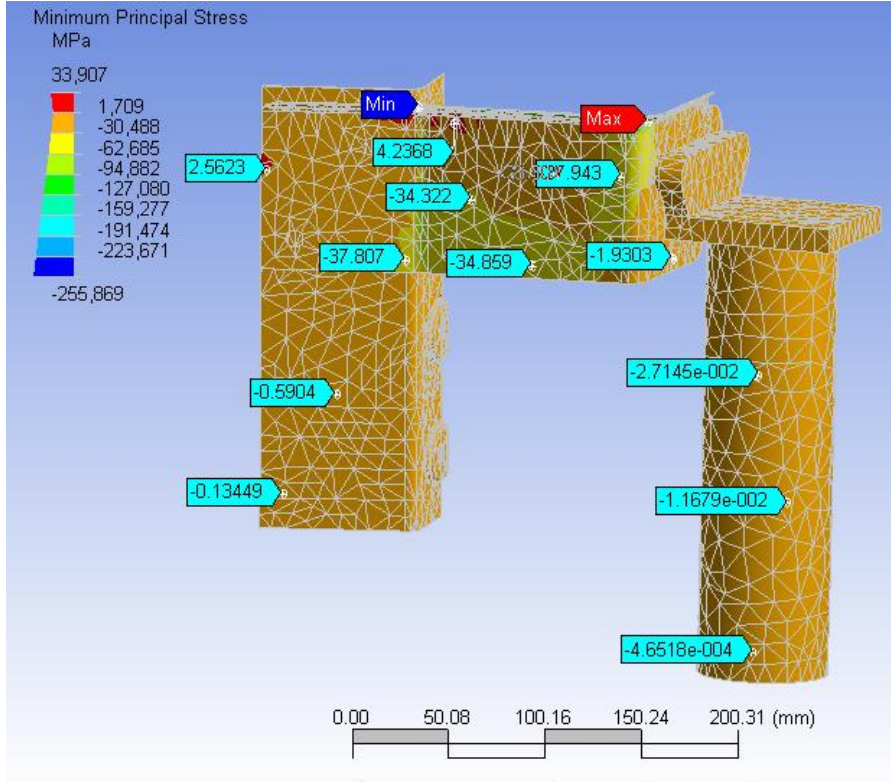 Minimum Principal Stress
MPa
33,907
1,709
-30,488
-62,685
-94,882
-127,080
-159,277
-191,474
-223,671
-255,869
Min
Max
2.5623
4.2368
7.943
-34.322
-37.807
-34.859
-1.9303
-2.7145e-002
-0.5904
-0.13449
-1.1679e-002
-4.6518e-004
0.00
50.08
100.16
150.24
200.31 (mm)